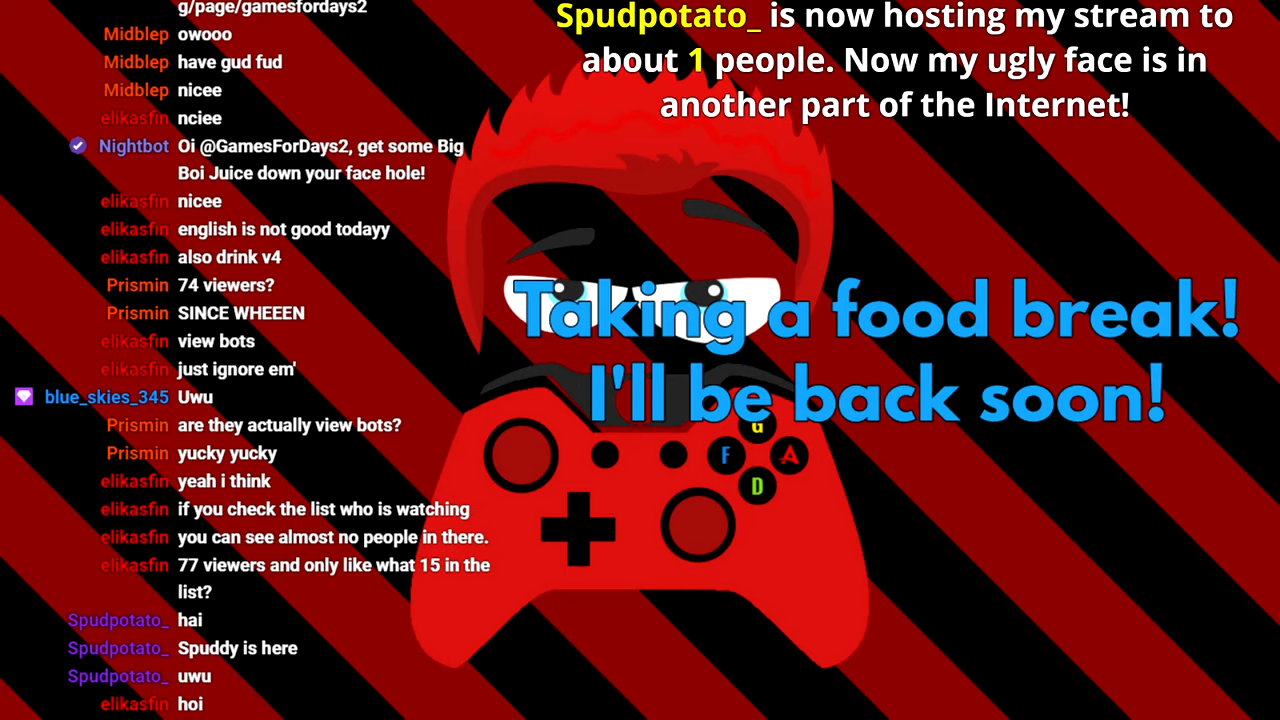 g/page/gamesfordays2
Midblep owooo
Midblep have gud fud
Midblep nicee
elikasfin nciee
Nightbot Oi @GamesForDays2, get some Big
Boi Juice down your face hole!
elikasfin nicee
elikasfin english is not good todayy
elikasfin also drink v4
Prismin 74 viewers?
Prismin SINCE WHEEEN
elikasfin view bots
elikasfin just ignore em'
blue_skies_345 Uwu
Prismin are they actually view bots?
Prismin yucky yucky
elikasfin yeah i think
elikasfin if you check the list who is watching
elikasfin you can see almost no people in there.
elikasfin 77 viewers and only like what 15 in the
list?
Spudpotato_ hai
Spudpotato_ Spuddy is here
Spudpotato_ uwu
elikasfin hoi
Spudpotato_ is now hosting my stream to
about 1 people. Now my ugly face is in
another part of the Internet!
Taking a food break!
I'll be back soon!
G
F A
D